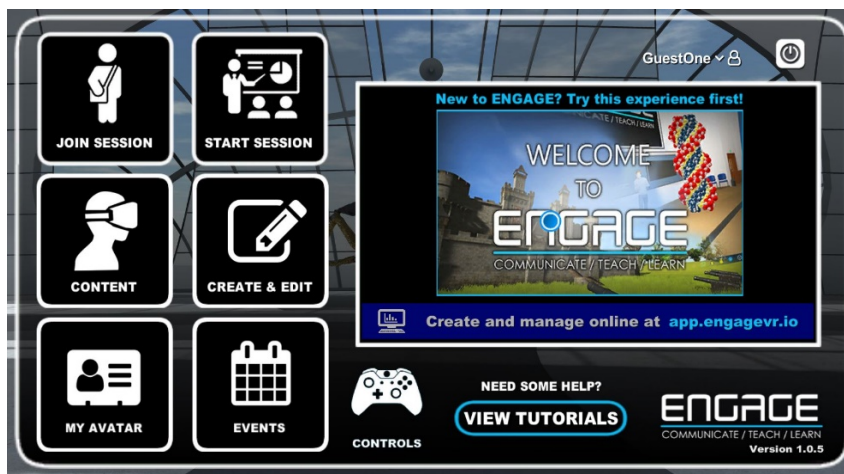 GuestOne
JOIN SESSION
START SESSION
New to ENGAGE? Try this experience first!
WELCOME
TO
ENGAGE
COMMUNICATE / TEACH / LEARN
CONTENT
CREATE & EDIT
Create and manage online at app.engagevr.io
MY AVATAR
EVENTS
CONTROLS
NEED SOME HELP?
VIEW TUTORIALS
ENGAGE
COMMUNICATE / TEACH / LEARN
Version 1.0.5